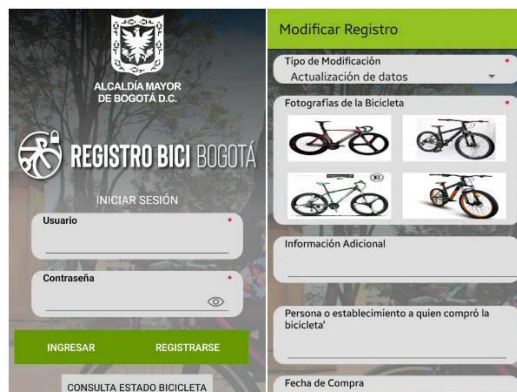 ALCALDÍA MAYOR
DE BOGOTÁ D.C.
REGISTRO BICI BOGOTÁ
INICIAR SESIÓN
Usuario *
Contraseña *
INGRESAR REGISTRARSE
CONSULTA ESTADO BICICLETA
Modificar Registro
Tipo de Modificación *
Actualización de datos
Fotografías de la Bicicleta *
Información Adicional
Persona o establecimiento a quien compró la
bicicleta'
Fecha de Compra